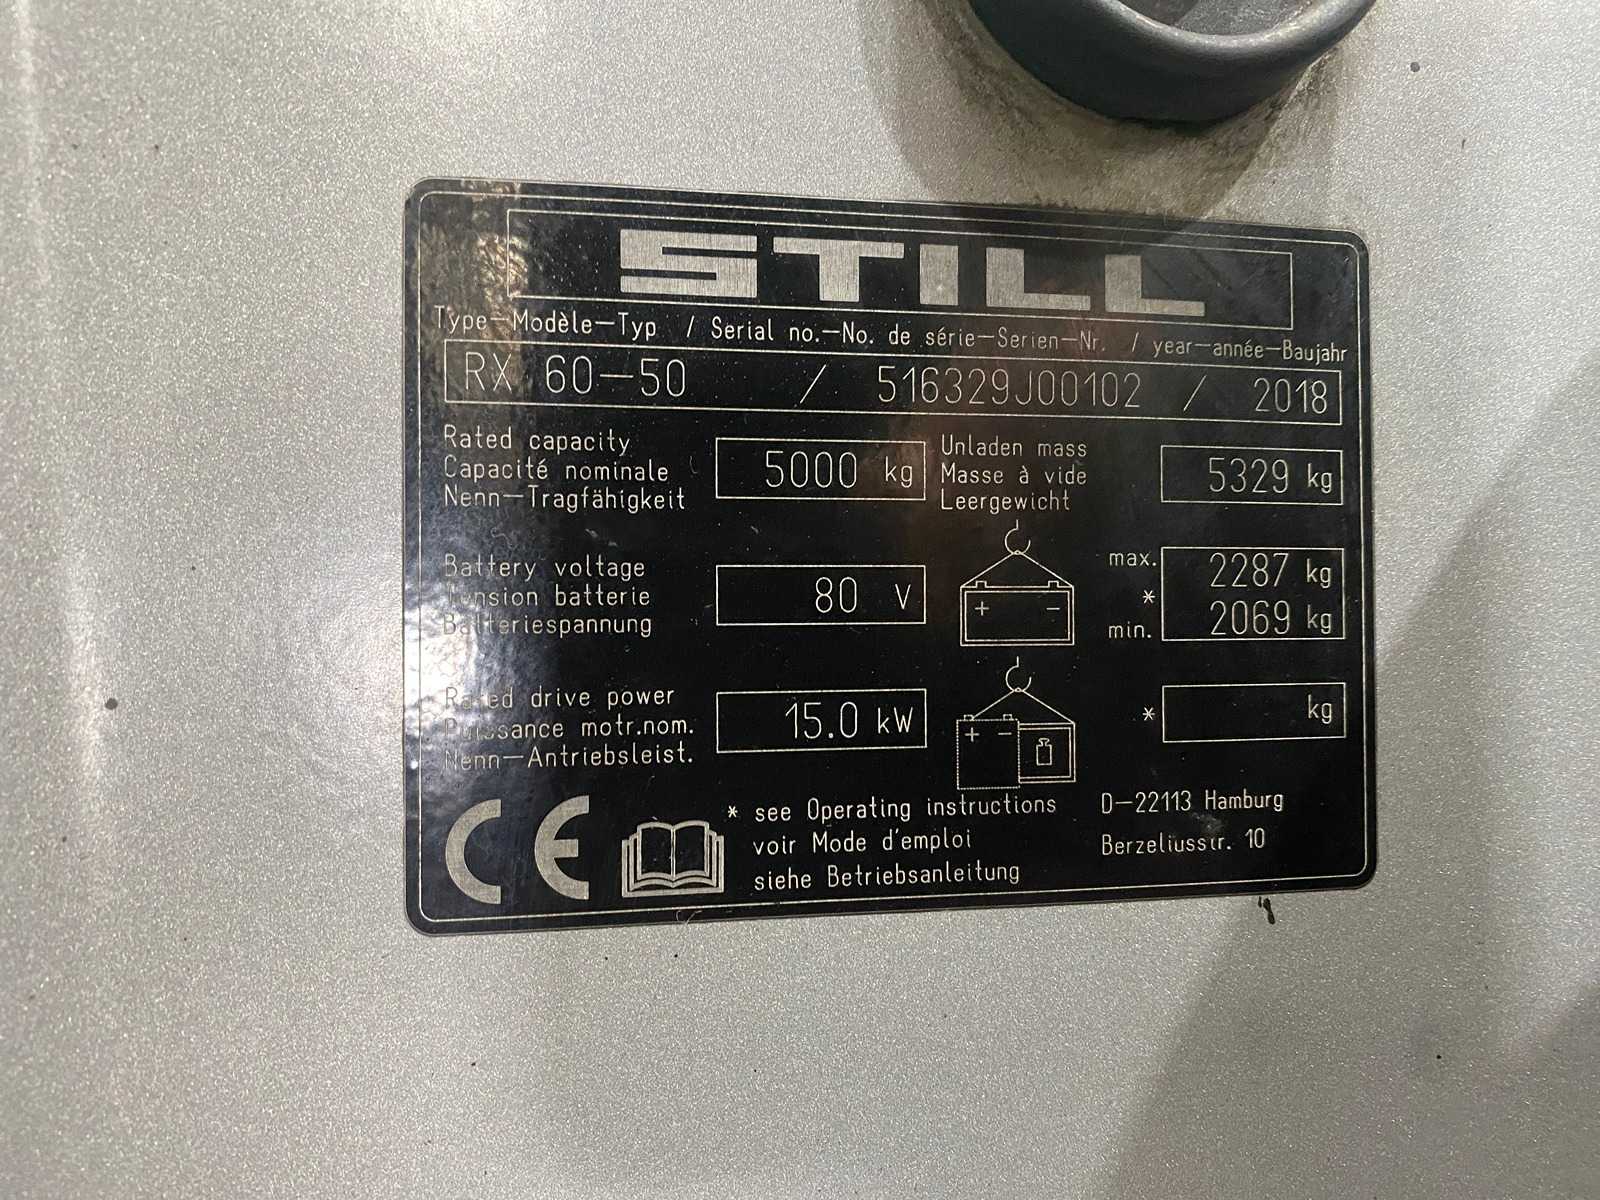 STILL
Type—Modèle—Typ / Serial no.—No. de série—Serien—Nr. / year—année—Baujahr
RX 60—50 / 516329J00102 / 2018
Rated capacity
Capacité nominale
Nenn—Tragfähigkeit
5000 kg
Unladen mass
Masse à vide
Leergewicht
5329 kg
Battery voltage
Tension batterie
Batteriespannung
80 V
+ −
max. 2287 kg
*
min. 2069 kg
Rated drive power
Puissance motr.nom.
Nenn—Antriebsleist.
15.0 kW
+ −
* kg
CE
* see Operating instructions
voir Mode d'emploi
siehe Betriebsanleitung
D—22113 Hamburg
Berzeliusstr. 10